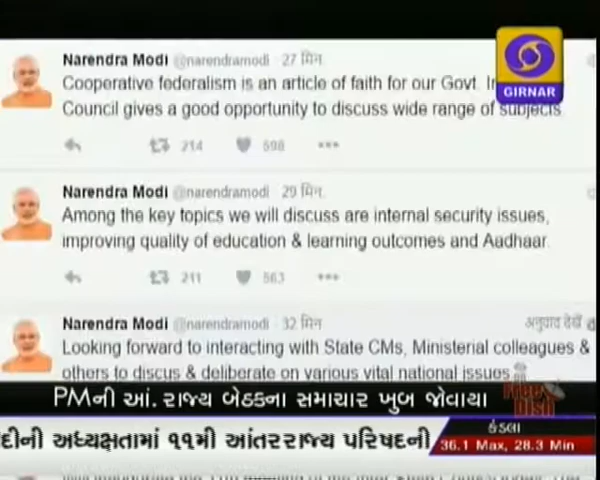 Narendra Modi @narendramodi · 27 मिन
Cooperative federalism is an article of faith for our Govt.
Council gives a good opportunity to discuss wide range of subjects.
214 598
GIRNAR
Narendra Modi @narendramodi · 29 मिन
Among the key topics we will discuss are internal security issues,
improving quality of education & learning outcomes and Aadhaar.
211 563
Narendra Modi @narendramodi · 32 मिन
अनुवाद देखें
Looking forward to interacting with State CMs, Ministerial colleagues &
others to discus & deliberate on various vital national issues.
Free
Dish
PMની આં. રાજ્ય બેઠકના સમાચાર ખુબ જોવાયા
દીની અધ્યક્ષતામાં ૧૧મી આંતરરાજ્ય પરિષદની
કંડલા
36.1 Max, 28.3 Min